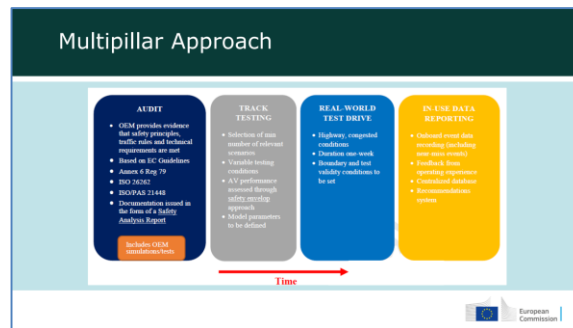 Multipillar Approach
AUDIT
• OEM provides evidence
that safety principles,
traffic rules and technical
requirements are met
• Based on EC Guidelines
• Annex 6 Reg 79
• ISO 26262
• ISO/PAS 21448
• Documentation issued in
the form of a Safety
Analysis Report
Includes OEM
simulations/tests
TRACK
TESTING
• Selection of min
number of relevant
scenarios
• Variable testing
conditions
• AV performance
assessed through
safety envelop
approach
• Model parameters
to be defined
REAL-WORLD
TEST DRIVE
• Highway, congested
conditions
• Duration one-week
• Boundary and test
validity conditions to
be set
IN-USE DATA
REPORTING
• Onboard event data
recording (including
near-miss events)
• Feedback from
operating experience
• Centralised database
• Recommendations
system
Time
European
Commission